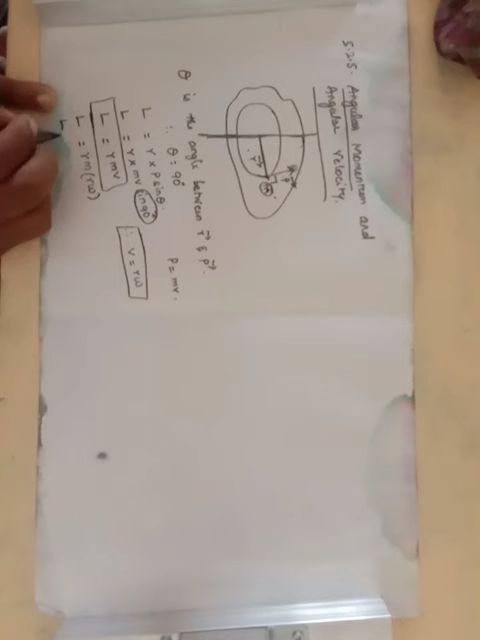 5.2.5. Angular Momentum and
Angular Velocity.
r⃗
m
p⃗
θ is the angle between r⃗ & p⃗.
∴ θ = 90°
P = mv.
L = r × p sinθ.
L = r × mv sin90°
L = rmv
∴ v = rω
L = rm(rω)
L